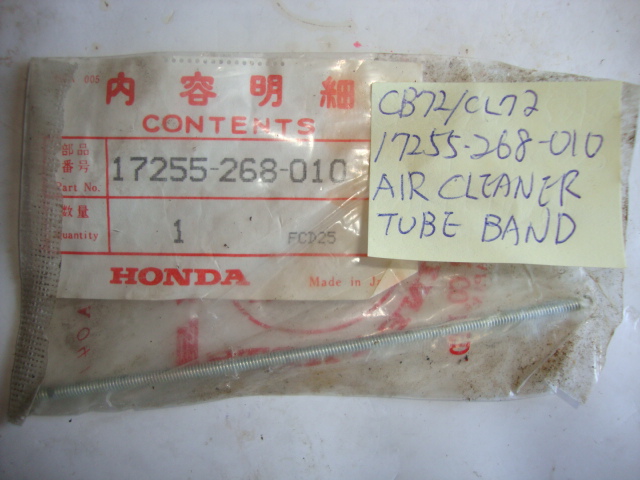 内容明細
CONTENTS
部品
番号
Part No.
17255-268-010
数量
Quantity
1
FCD25
HONDA
Made in J
CB72/CL72
17255-268-010
AIR CLEANER
TUBE BAND